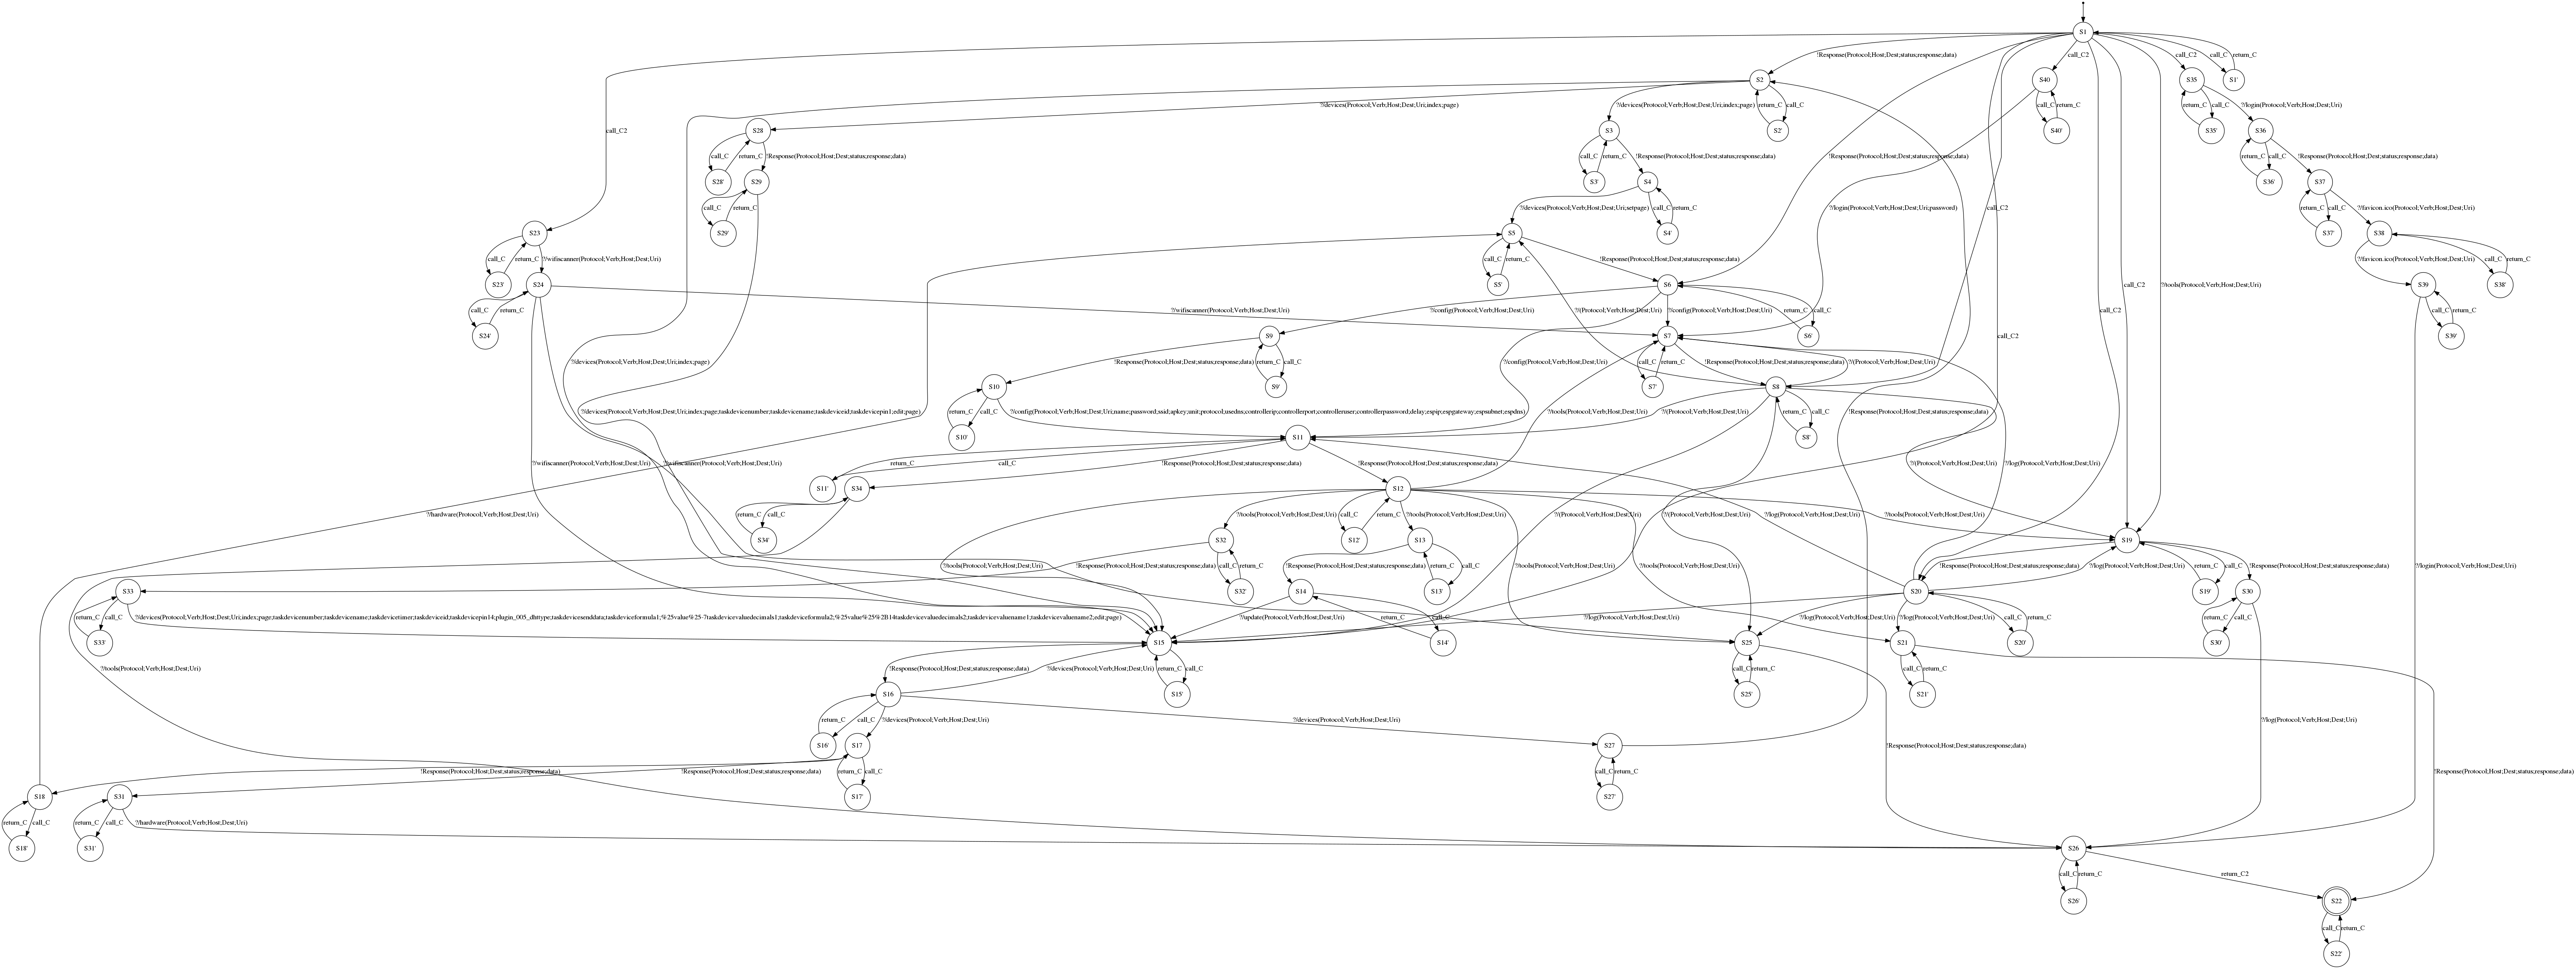 S1
!Response(Protocol;Host;Dest;status;response;data)
call_C2
call_C2
call_C
return_C
S2
S40
S35
S1'
call_C2
?/devices(Protocol;Verb;Host;Dest;Uri;index;page)
?/devices(Protocol;Verb;Host;Dest;Uri;index;page)
return_C
call_C
call_C
return_C
return_C
call_C
?/login(Protocol;Verb;Host;Dest;Uri)
S28
S3
S2'
S40'
S35'
S36
call_C
return_C
!Response(Protocol;Host;Dest;status;response;data)
call_C
return_C
!Response(Protocol;Host;Dest;status;response;data)
!Response(Protocol;Host;Dest;status;response;data)
return_C
call_C
!Response(Protocol;Host;Dest;status;response;data)
S28'
S29
S3'
S4
S36'
S37
call_C
return_C
?/devices(Protocol;Verb;Host;Dest;Uri;setpage)
call_C
return_C
?/login(Protocol;Verb;Host;Dest;Uri;password)
call_C2
return_C
call_C
?/favicon.ico(Protocol;Verb;Host;Dest;Uri)
S23
S29'
S5
S4'
S37'
S38
call_C
return_C
?/wifiscanner(Protocol;Verb;Host;Dest;Uri)
call_C
return_C
!Response(Protocol;Host;Dest;status;response;data)
?/favicon.ico(Protocol;Verb;Host;Dest;Uri)
call_C
return_C
S23'
S24
S5'
S6
call_C2
?/tools(Protocol;Verb;Host;Dest;Uri)
S39
S38'
call_C
return_C
?/wifiscanner(Protocol;Verb;Host;Dest;Uri)
?/config(Protocol;Verb;Host;Dest;Uri)
?/(Protocol;Verb;Host;Dest;Uri)
?/config(Protocol;Verb;Host;Dest;Uri)
return_C
call_C
call_C2
call_C
return_C
S24'
S9
S7
S6'
call_C2
S39'
?/devices(Protocol;Verb;Host;Dest;Uri;index;page)
!Response(Protocol;Host;Dest;status;response;data)
return_C
call_C
?/config(Protocol;Verb;Host;Dest;Uri)
call_C
return_C
!Response(Protocol;Host;Dest;status;response;data)
?/(Protocol;Verb;Host;Dest;Uri)
S10
S9'
S7'
S8
?/devices(Protocol;Verb;Host;Dest;Uri;index;page;taskdevicenumber;taskdevicename;taskdeviceid;taskdevicepin1;edit;page)
return_C
call_C
?/config(Protocol;Verb;Host;Dest;Uri;name;password;ssid;apkey;unit;protocol;usedns;controllerip;controllerport;controlleruser;controllerpassword;delay;espip;espgateway;espsubnet;espdns)
?/tools(Protocol;Verb;Host;Dest;Uri)
?/(Protocol;Verb;Host;Dest;Uri)
return_C
call_C
!Response(Protocol;Host;Dest;status;response;data)
S10'
S11
S8'
?/wifiscanner(Protocol;Verb;Host;Dest;Uri)
?/wifiscanner(Protocol;Verb;Host;Dest;Uri)
return_C
call_C
!Response(Protocol;Host;Dest;status;response;data)
!Response(Protocol;Host;Dest;status;response;data)
?/(Protocol;Verb;Host;Dest;Uri)
?/log(Protocol;Verb;Host;Dest;Uri)
S11'
S34
S12
?/hardware(Protocol;Verb;Host;Dest;Uri)
return_C
call_C
?/tools(Protocol;Verb;Host;Dest;Uri)
call_C
return_C
?/tools(Protocol;Verb;Host;Dest;Uri)
?/(Protocol;Verb;Host;Dest;Uri)
?/(Protocol;Verb;Host;Dest;Uri)
?/log(Protocol;Verb;Host;Dest;Uri)
?/tools(Protocol;Verb;Host;Dest;Uri)
S34'
S32
S12'
S13
S19
?/tools(Protocol;Verb;Host;Dest;Uri)
!Response(Protocol;Host;Dest;status;response;data)
call_C
return_C
!Response(Protocol;Host;Dest;status;response;data)
return_C
call_C
?/tools(Protocol;Verb;Host;Dest;Uri)
?/tools(Protocol;Verb;Host;Dest;Uri)
!Response(Protocol;Host;Dest;status;response;data)
?/log(Protocol;Verb;Host;Dest;Uri)
return_C
call_C
!Response(Protocol;Host;Dest;status;response;data)
?/login(Protocol;Verb;Host;Dest;Uri)
S33
S32'
S14
S13'
S20
S19'
S30
return_C
call_C
?/devices(Protocol;Verb;Host;Dest;Uri;index;page;taskdevicenumber;taskdevicename;taskdevicetimer;taskdeviceid;taskdevicepin14;plugin_005_dhttype;taskdevicesenddata;taskdeviceformula1;%25value%25-7taskdevicevaluedecimals1;taskdeviceformula2;%25value%25%2B14taskdevicevaluedecimals2;taskdevicevaluename1;taskdevicevaluename2;edit;page)
?/update(Protocol;Verb;Host;Dest;Uri)
return_C
call_C
?/log(Protocol;Verb;Host;Dest;Uri)
?/log(Protocol;Verb;Host;Dest;Uri)
?/log(Protocol;Verb;Host;Dest;Uri)
call_C
return_C
return_C
call_C
S33'
S15
S14'
S25
S21
S20'
S30'
?/tools(Protocol;Verb;Host;Dest;Uri)
!Response(Protocol;Host;Dest;status;response;data)
?/devices(Protocol;Verb;Host;Dest;Uri)
return_C
call_C
call_C
return_C
call_C
return_C
S16
S15'
S25'
S21'
return_C
call_C
?/devices(Protocol;Verb;Host;Dest;Uri)
?/devices(Protocol;Verb;Host;Dest;Uri)
?/log(Protocol;Verb;Host;Dest;Uri)
S16'
S17
S27
!Response(Protocol;Host;Dest;status;response;data)
!Response(Protocol;Host;Dest;status;response;data)
!Response(Protocol;Host;Dest;status;response;data)
return_C
call_C
call_C
return_C
!Response(Protocol;Host;Dest;status;response;data)
S18
S31
S17'
S27'
return_C
call_C
return_C
call_C
?/hardware(Protocol;Verb;Host;Dest;Uri)
S18'
S31'
S26
call_C
return_C
return_C2
S26'
S22
call_C
return_C
S22'